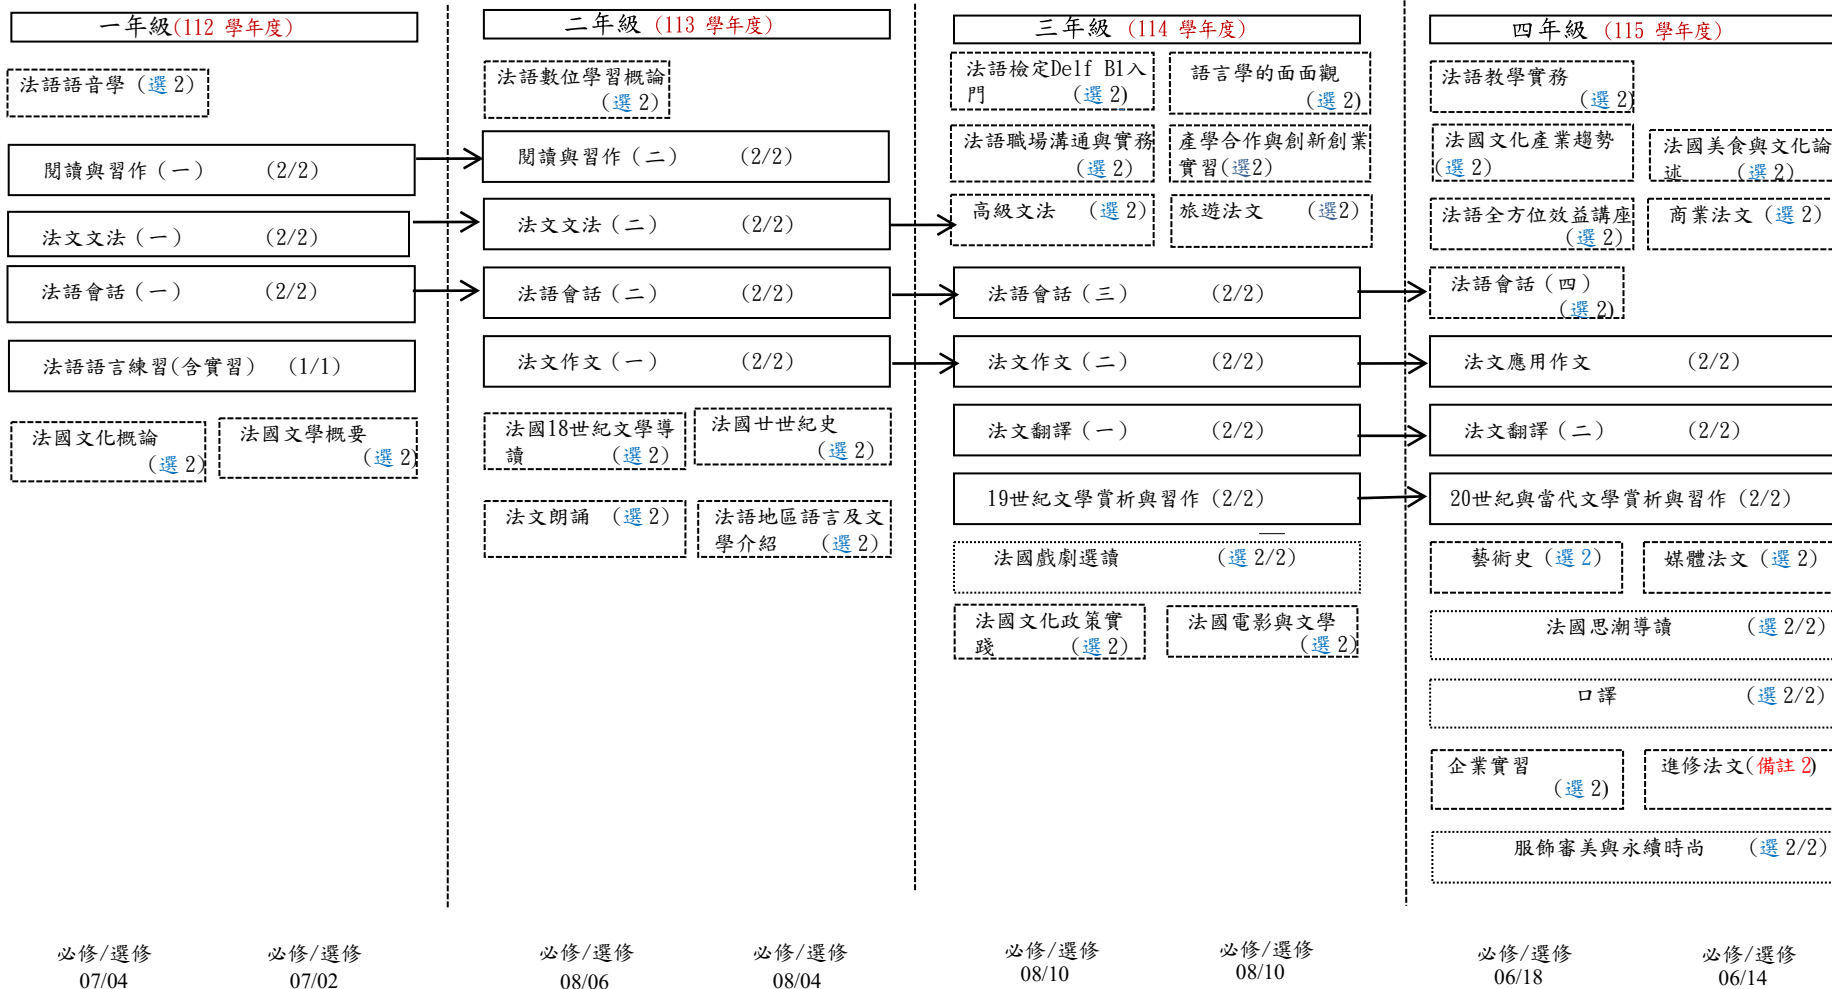 一年級(112 學年度)
法語語音學 (選 2)
閱讀與習作 (一) (2/2)
法文文法 (一) (2/2)
法語會話 (一) (2/2)
法語語言練習(含實習) (1/1)
法國文化概論
(選 2)
法國文學概要
(選 2)
必修/選修
07/04
必修/選修
07/02
二年級 (113 學年度)
法語數位學習概論
(選 2)
閱讀與習作 (二) (2/2)
法文文法 (二) (2/2)
法語會話 (二) (2/2)
法文作文 (一) (2/2)
法國18世紀文學導
讀 (選 2)
法國廿世紀史
(選 2)
法文朗誦 (選 2)
法語地區語言及文
學介紹 (選 2)
必修/選修
08/06
必修/選修
08/04
三年級 (114 學年度)
法語檢定Delf B1入
門 (選 2)
語言學的面面觀
(選 2)
法語職場溝通與實務
(選 2)
產學合作與創新創業
實習(選2)
高級文法 (選 2)
旅遊法文 (選2)
法語會話 (三) (2/2)
法文作文 (二) (2/2)
法文翻譯 (一) (2/2)
19世紀文學賞析與習作 (2/2)
法國戲劇選讀 (選 2/2)
法國文化政策實
踐 (選 2)
法國電影與文學
(選 2)
必修/選修
08/10
必修/選修
08/10
四年級 (115 學年度)
法語教學實務
(選 2)
法國文化產業趨勢
(選 2)
法國美食與文化論
述 (選 2)
法語全方位效益講座
(選 2)
商業法文 (選 2)
法語會話 (四)
(選 2)
法文應用作文 (2/2)
法文翻譯 (二) (2/2)
20世紀與當代文學賞析與習作 (2/2)
藝術史 (選 2)
媒體法文 (選 2)
法國思潮導讀 (選 2/2)
口譯 (選 2/2)
企業實習
(選 2)
進修法文(備註 2)
服飾審美與永續時尚 (選 2/2)
必修/選修
06/18
必修/選修
06/14